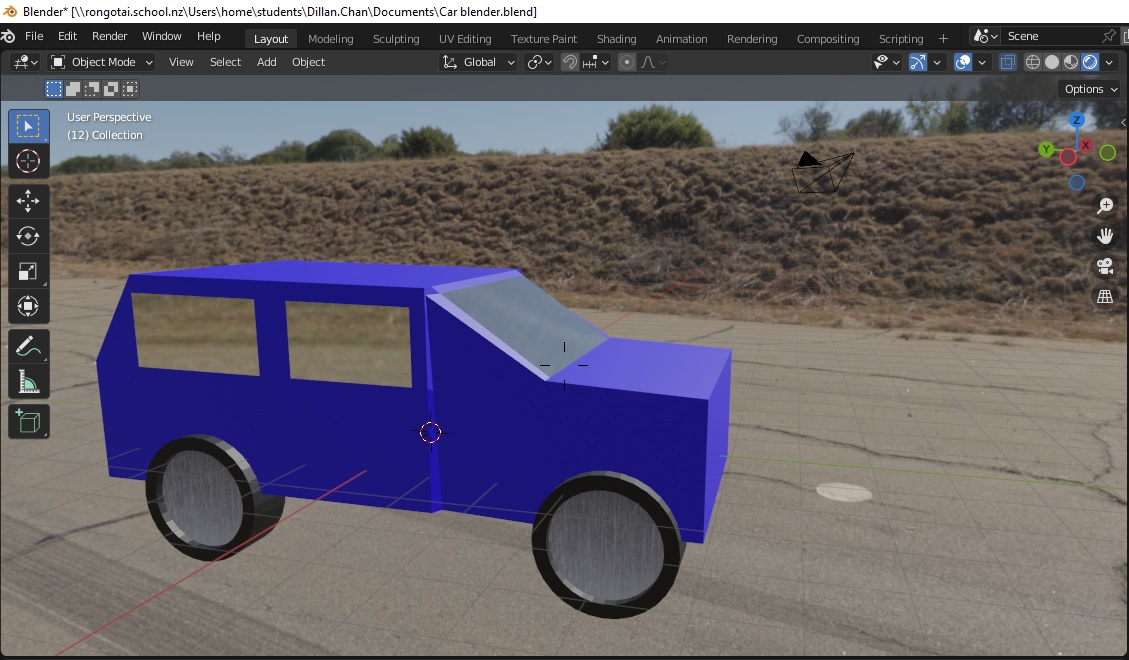 Blender* [\\rongotai.school.nz\Users\home\students\Dillan.Chan\Documents\Car blender.blend]
File Edit Render Window Help Layout Modeling Sculpting UV Editing Texture Paint Shading Animation Rendering Compositing Scripting + Scene
Object Mode View Select Add Object Global
Options
User Perspective
(12) Collection
Z
Y X